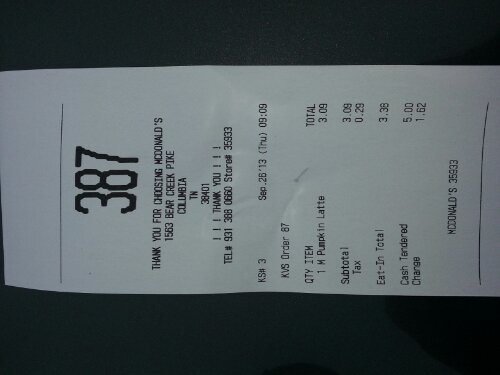 387
THANK YOU FOR CHOOSING MCDONALD'S
1563 BEAR CREEK PIKE
COLUMBIA
TN
38401
! ! ! THANK YOU ! ! !
TEL# 931 388 0660 Store# 35933
KS# 3 Sep.26'13 (Thu) 09:09
KVS Order 87
QTY ITEM TOTAL
1 M Pumpkin Latte 3.09
Subtotal 3.09
Tax 0.29
Eat-In Total 3.38
Cash Tendered 5.00
Change 1.62
MCDONALD'S 35933